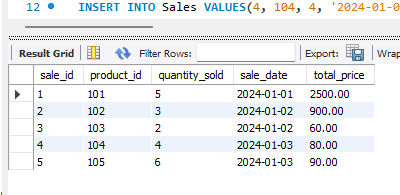 12 INSERT INTO Sales VALUES(4, 104, 4, '2024-01-0
Result Grid Filter Rows: Export: Wrap
sale_id product_id quantity_sold sale_date total_price
1 101 5 2024-01-01 2500.00
2 102 3 2024-01-02 900.00
3 103 2 2024-01-02 60.00
4 104 4 2024-01-03 80.00
5 105 6 2024-01-03 90.00